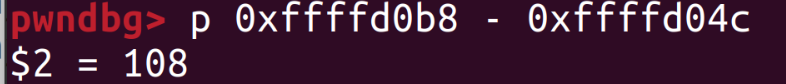 pwndbg> p 0xffffd0b8 - 0xffffd04c
$2 = 108